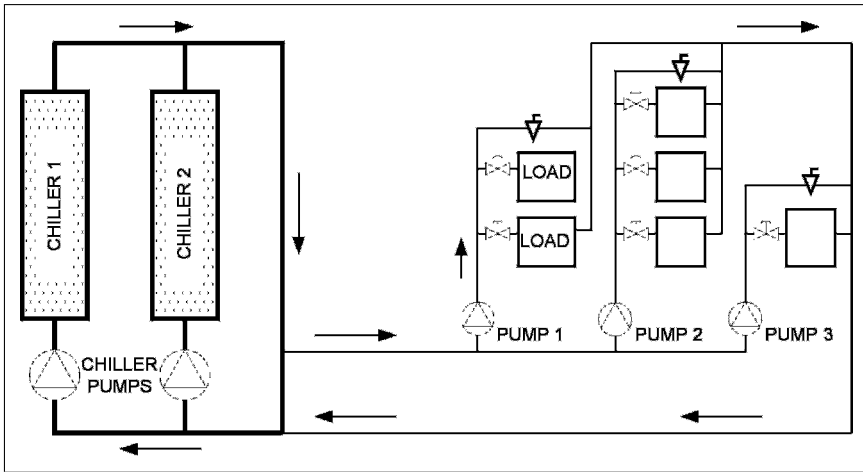 CHILLER 1
CHILLER 2
CHILLER
PUMPS
LOAD
LOAD
PUMP 1
PUMP 2
PUMP 3